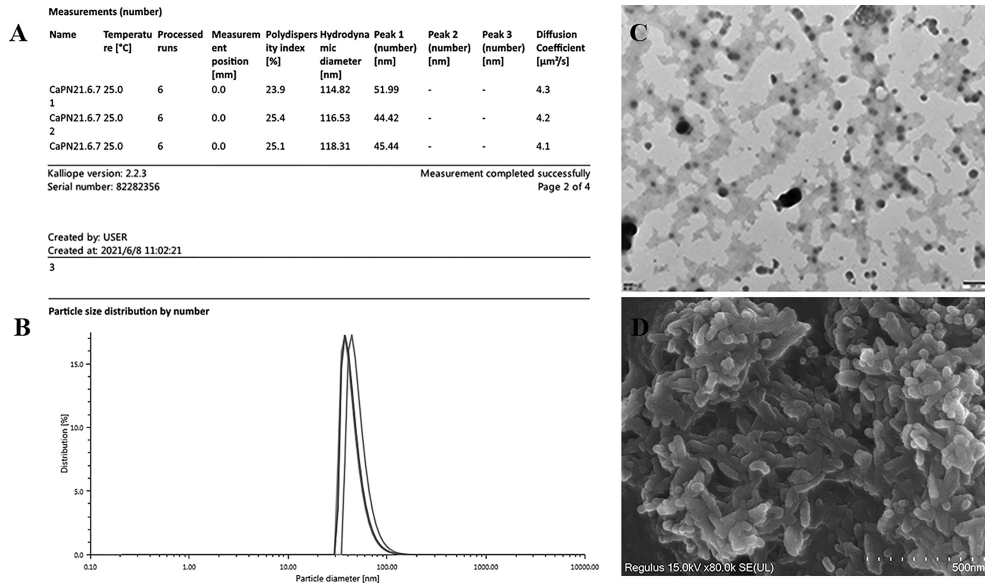 A
Measurements (number)
Name Temperatu Processed Measurem Polydispers Hydrodyna Peak 1 Peak 2 Peak 3 Diffusion
re [°C] runs ent ity index mic (number) (number) (number) Coefficient
position [%] diameter [nm] [nm] [nm] [µm²/s]
[mm] [nm]
CaPN21.6.7 25.0 6 0.0 23.9 114.82 51.99 - - 4.3
1
CaPN21.6.7 25.0 6 0.0 25.4 116.53 44.42 - - 4.2
2
CaPN21.6.7 25.0 6 0.0 25.1 118.31 45.44 - - 4.1
Kalliope version: 2.2.3 Measurement completed successfully
Serial number: 82282356 Page 2 of 4
Created by: USER
Created at: 2021/6/8 11:02:21
3
B
Particle size distribution by number
Distribution [%]
15.0
10.0
5.0
0.0
0.10 1.00 10.00 100.00 1000.00 10000.00
Particle diameter [nm]
C
D
Regulus 15.0kV x80.0k SE(UL) 500nm